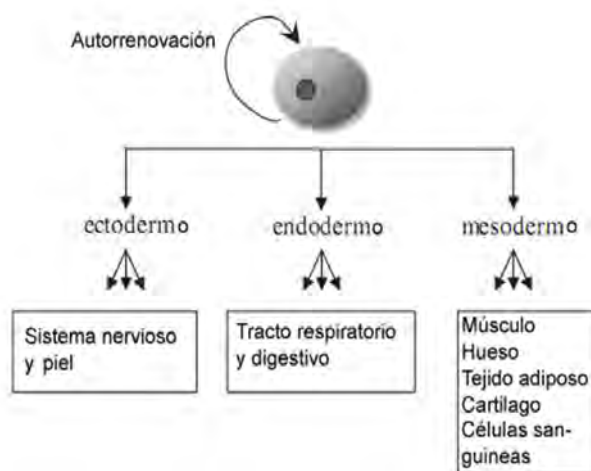 Autorrenovación
ectodermo
endodermo
mesodermo
Sistema nervioso
y piel
Tracto respiratorio
y digestivo
Músculo
Hueso
Tejido adiposo
Cartilago
Células san-
guineas